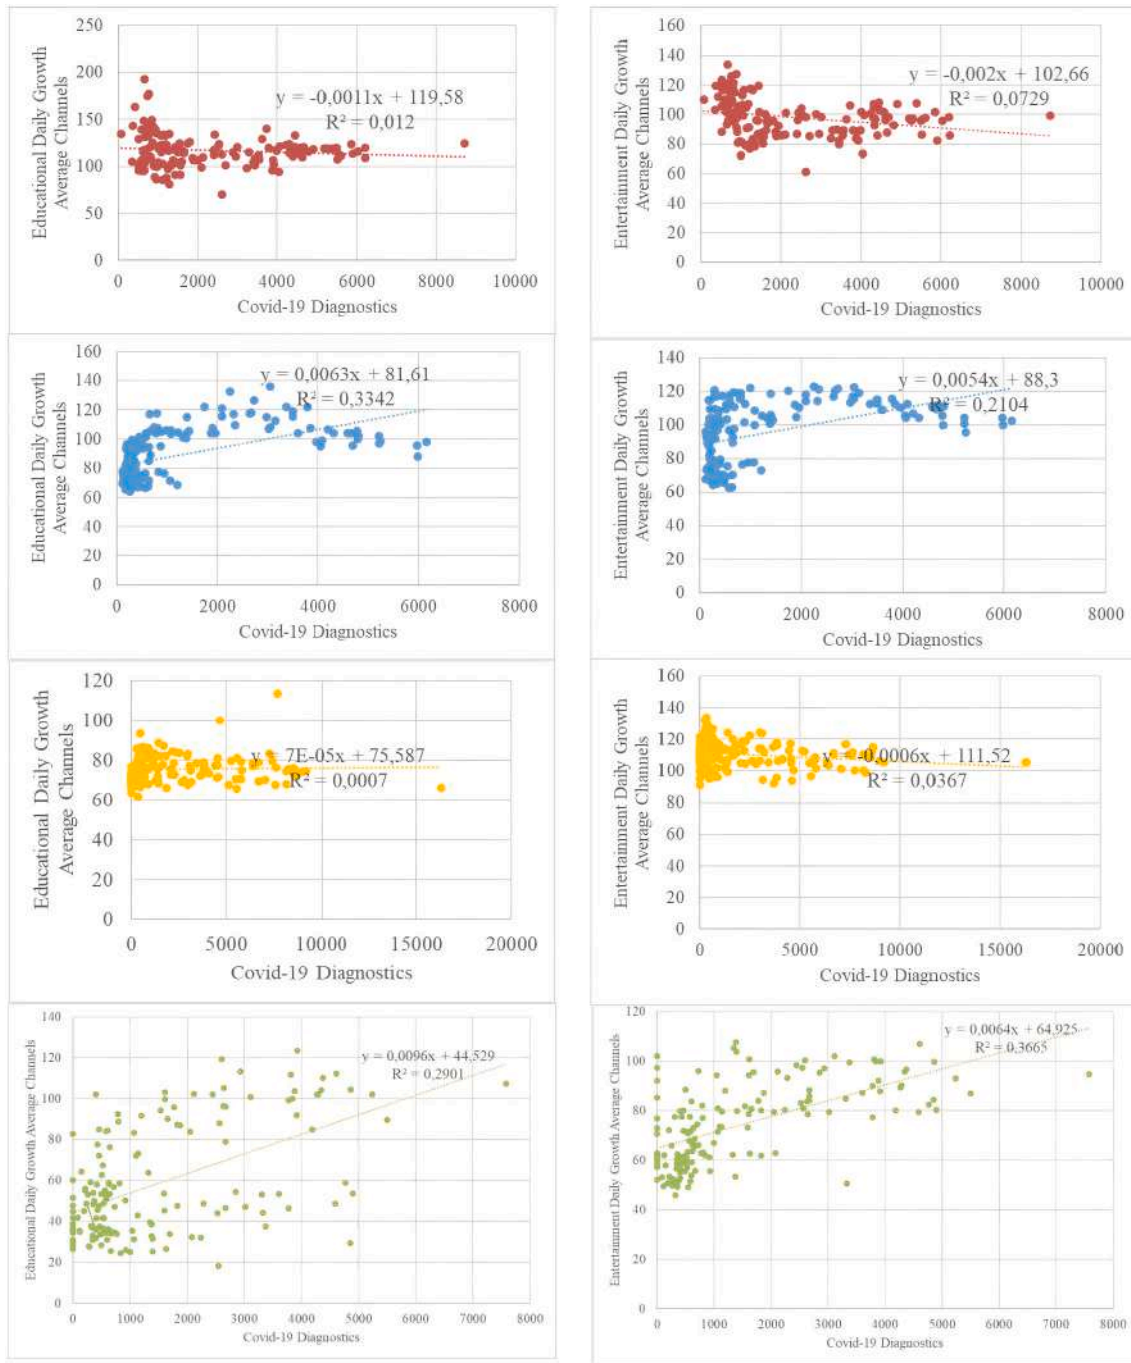 250
200
150
100
50
0
Educational Daily Growth
Average Channels
y = -0,0011x + 119,58
R² = 0,012
0 2000 4000 6000 8000 10000
Covid-19 Diagnostics
160
140
120
100
80
60
40
20
0
Entertainment Daily Growth
Average Channels
y = -0,002x + 102,66
R² = 0,0729
0 2000 4000 6000 8000 10000
Covid-19 Diagnostics
160
140
120
100
80
60
40
20
0
Educational Daily Growth
Average Channels
y = 0,0063x + 81,61
R² = 0,3342
0 2000 4000 6000 8000
Covid-19 Diagnostics
140
120
100
80
60
40
20
0
Entertainment Daily Growth
Average Channels
y = 0,0054x + 88,3
R² = 0,2104
0 2000 4000 6000 8000
Covid-19 Diagnostics
120
100
80
60
40
20
0
Educational Daily Growth
Average Channels
y = 7E-05x + 75,587
R² = 0,0007
0 5000 10000 15000 20000
Covid-19 Diagnostics
160
140
120
100
80
60
40
20
0
Entertainment Daily Growth
Average Channels
y = -0,0006x + 111,52
R² = 0,0367
0 5000 10000 15000 20000
Covid-19 Diagnostics
140
120
100
80
60
40
20
0
Educational Daily Growth Average Channels
y = 0,0096x + 44,529
R² = 0,2901
0 1000 2000 3000 4000 5000 6000 7000 8000
Covid-19 Diagnostics
120
100
80
60
40
20
0
Entertainment Daily Growth Average Channels
y = 0,0064x + 64,925
R² = 0,3665
0 1000 2000 3000 4000 5000 6000 7000 8000
Covid-19 Diagnostics